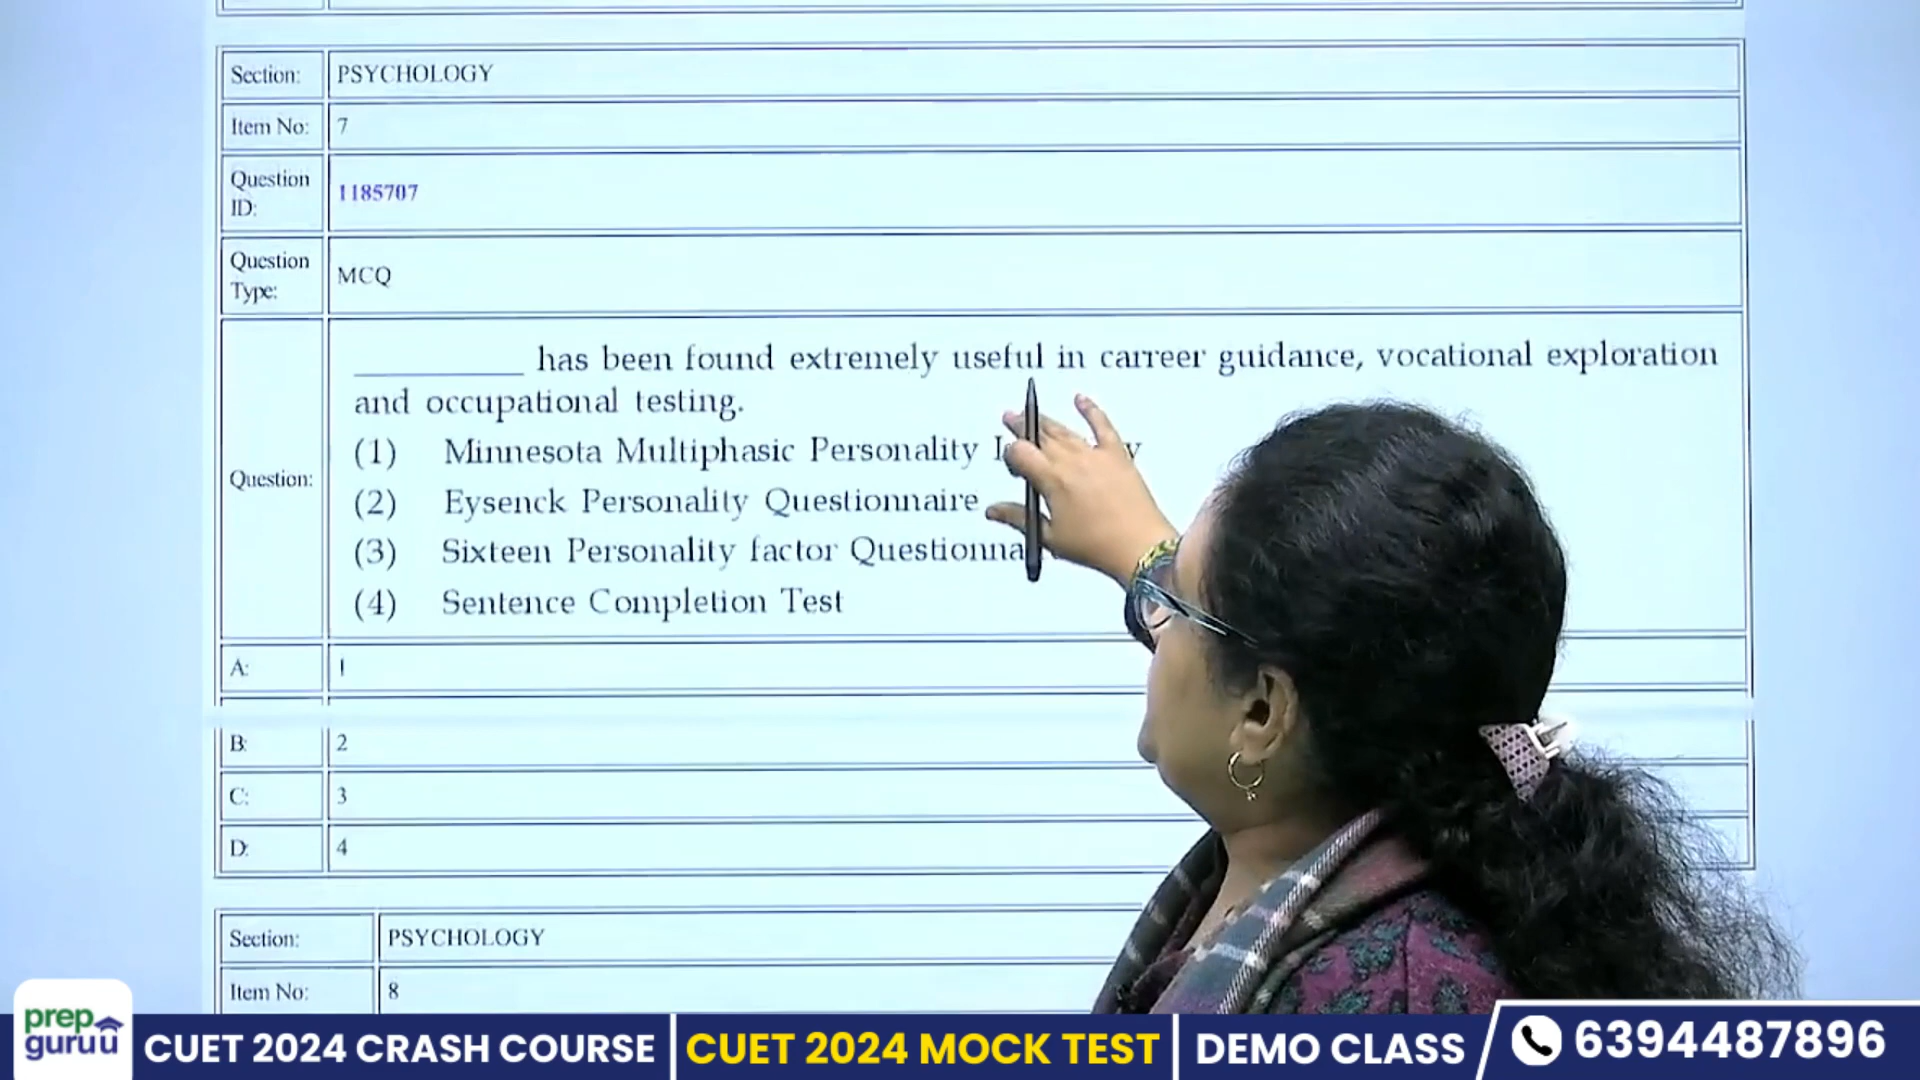 Section: PSYCHOLOGY
Item No: 7
Question ID: 1185707
Question Type: MCQ
Question:
__________ has been found extremely useful in carreer guidance, vocational exploration
and occupational testing.
(1) Minnesota Multiphasic Personality
(2) Eysenck Personality Questionnaire
(3) Sixteen Personality factor
(4) Sentence Completion Test
A: 1
B: 2
C: 3
D: 4
Section: PSYCHOLOGY
Item No: 8
prep guruu
CUET 2024 CRASH COURSE
CUET 2024 MOCK TEST
DEMO CLASS
6394487896